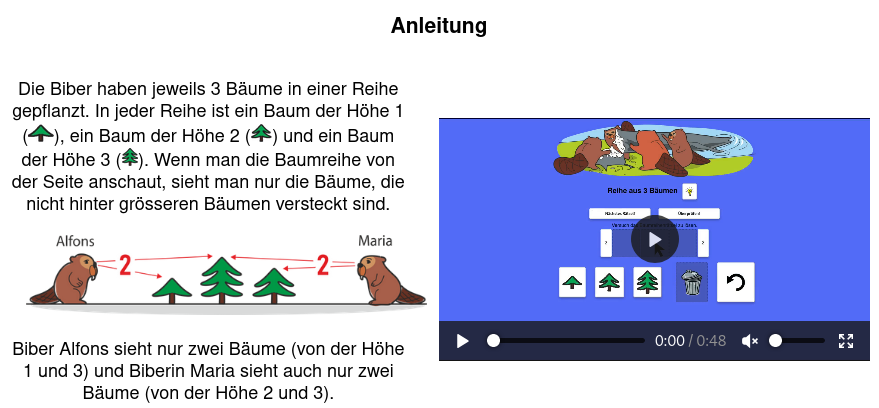 Anleitung
Die Biber haben jeweils 3 Bäume in einer Reihe
gepflanzt. In jeder Reihe ist ein Baum der Höhe 1
(), ein Baum der Höhe 2 () und ein Baum
der Höhe 3 (). Wenn man die Baumreihe von
der Seite anschaut, sieht man nur die Bäume, die
nicht hinter grösseren Bäumen versteckt sind.
Alfons
Maria
2
2
Biber Alfons sieht nur zwei Bäume (von der Höhe
1 und 3) und Biberin Maria sieht auch nur zwei
Bäume (von der Höhe 2 und 3).
Reihe aus 3 Bäumen
Nächstes Rätsel
Überprüfen!
0:00 / 0:48